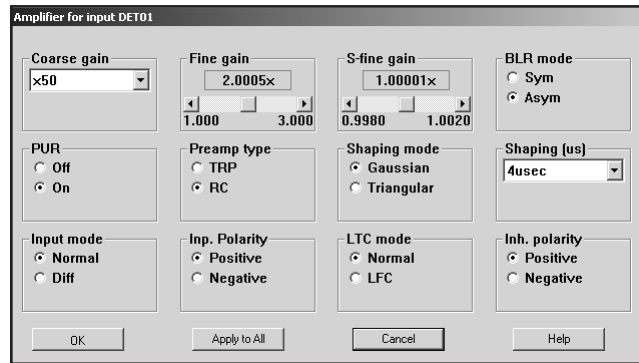 Amplifier for input DET01
Coarse gain
x50
Fine gain
2.0005x
1.000 3.000
S-fine gain
1.00001x
0.9980 1.0020
BLR mode
Sym
Asym
PUR
Off
On
Preamp type
TRP
RC
Shaping mode
Gaussian
Triangular
Shaping (us)
4usec
Input mode
Normal
Diff
Inp. Polarity
Positive
Negative
LTC mode
Normal
LFC
Inh. polarity
Positive
Negative
OK
Apply to All
Cancel
Help